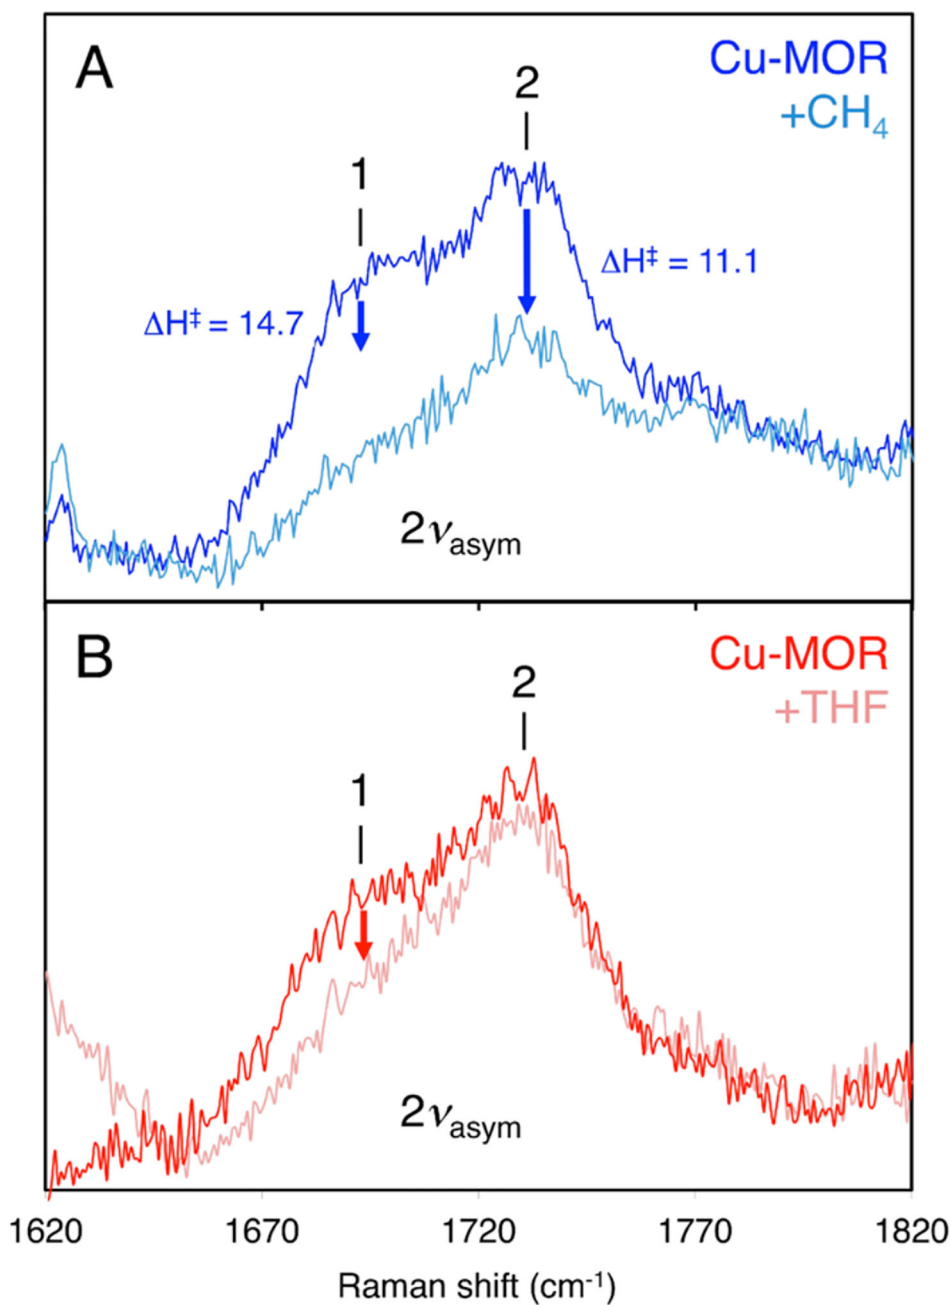 A
Cu-MOR
+CH₄
2
1
ΔH‡ = 14.7
ΔH‡ = 11.1
2νasym
B
Cu-MOR
+THF
2
1
2νasym
1620 1670 1720 1770 1820
Raman shift (cm⁻¹)